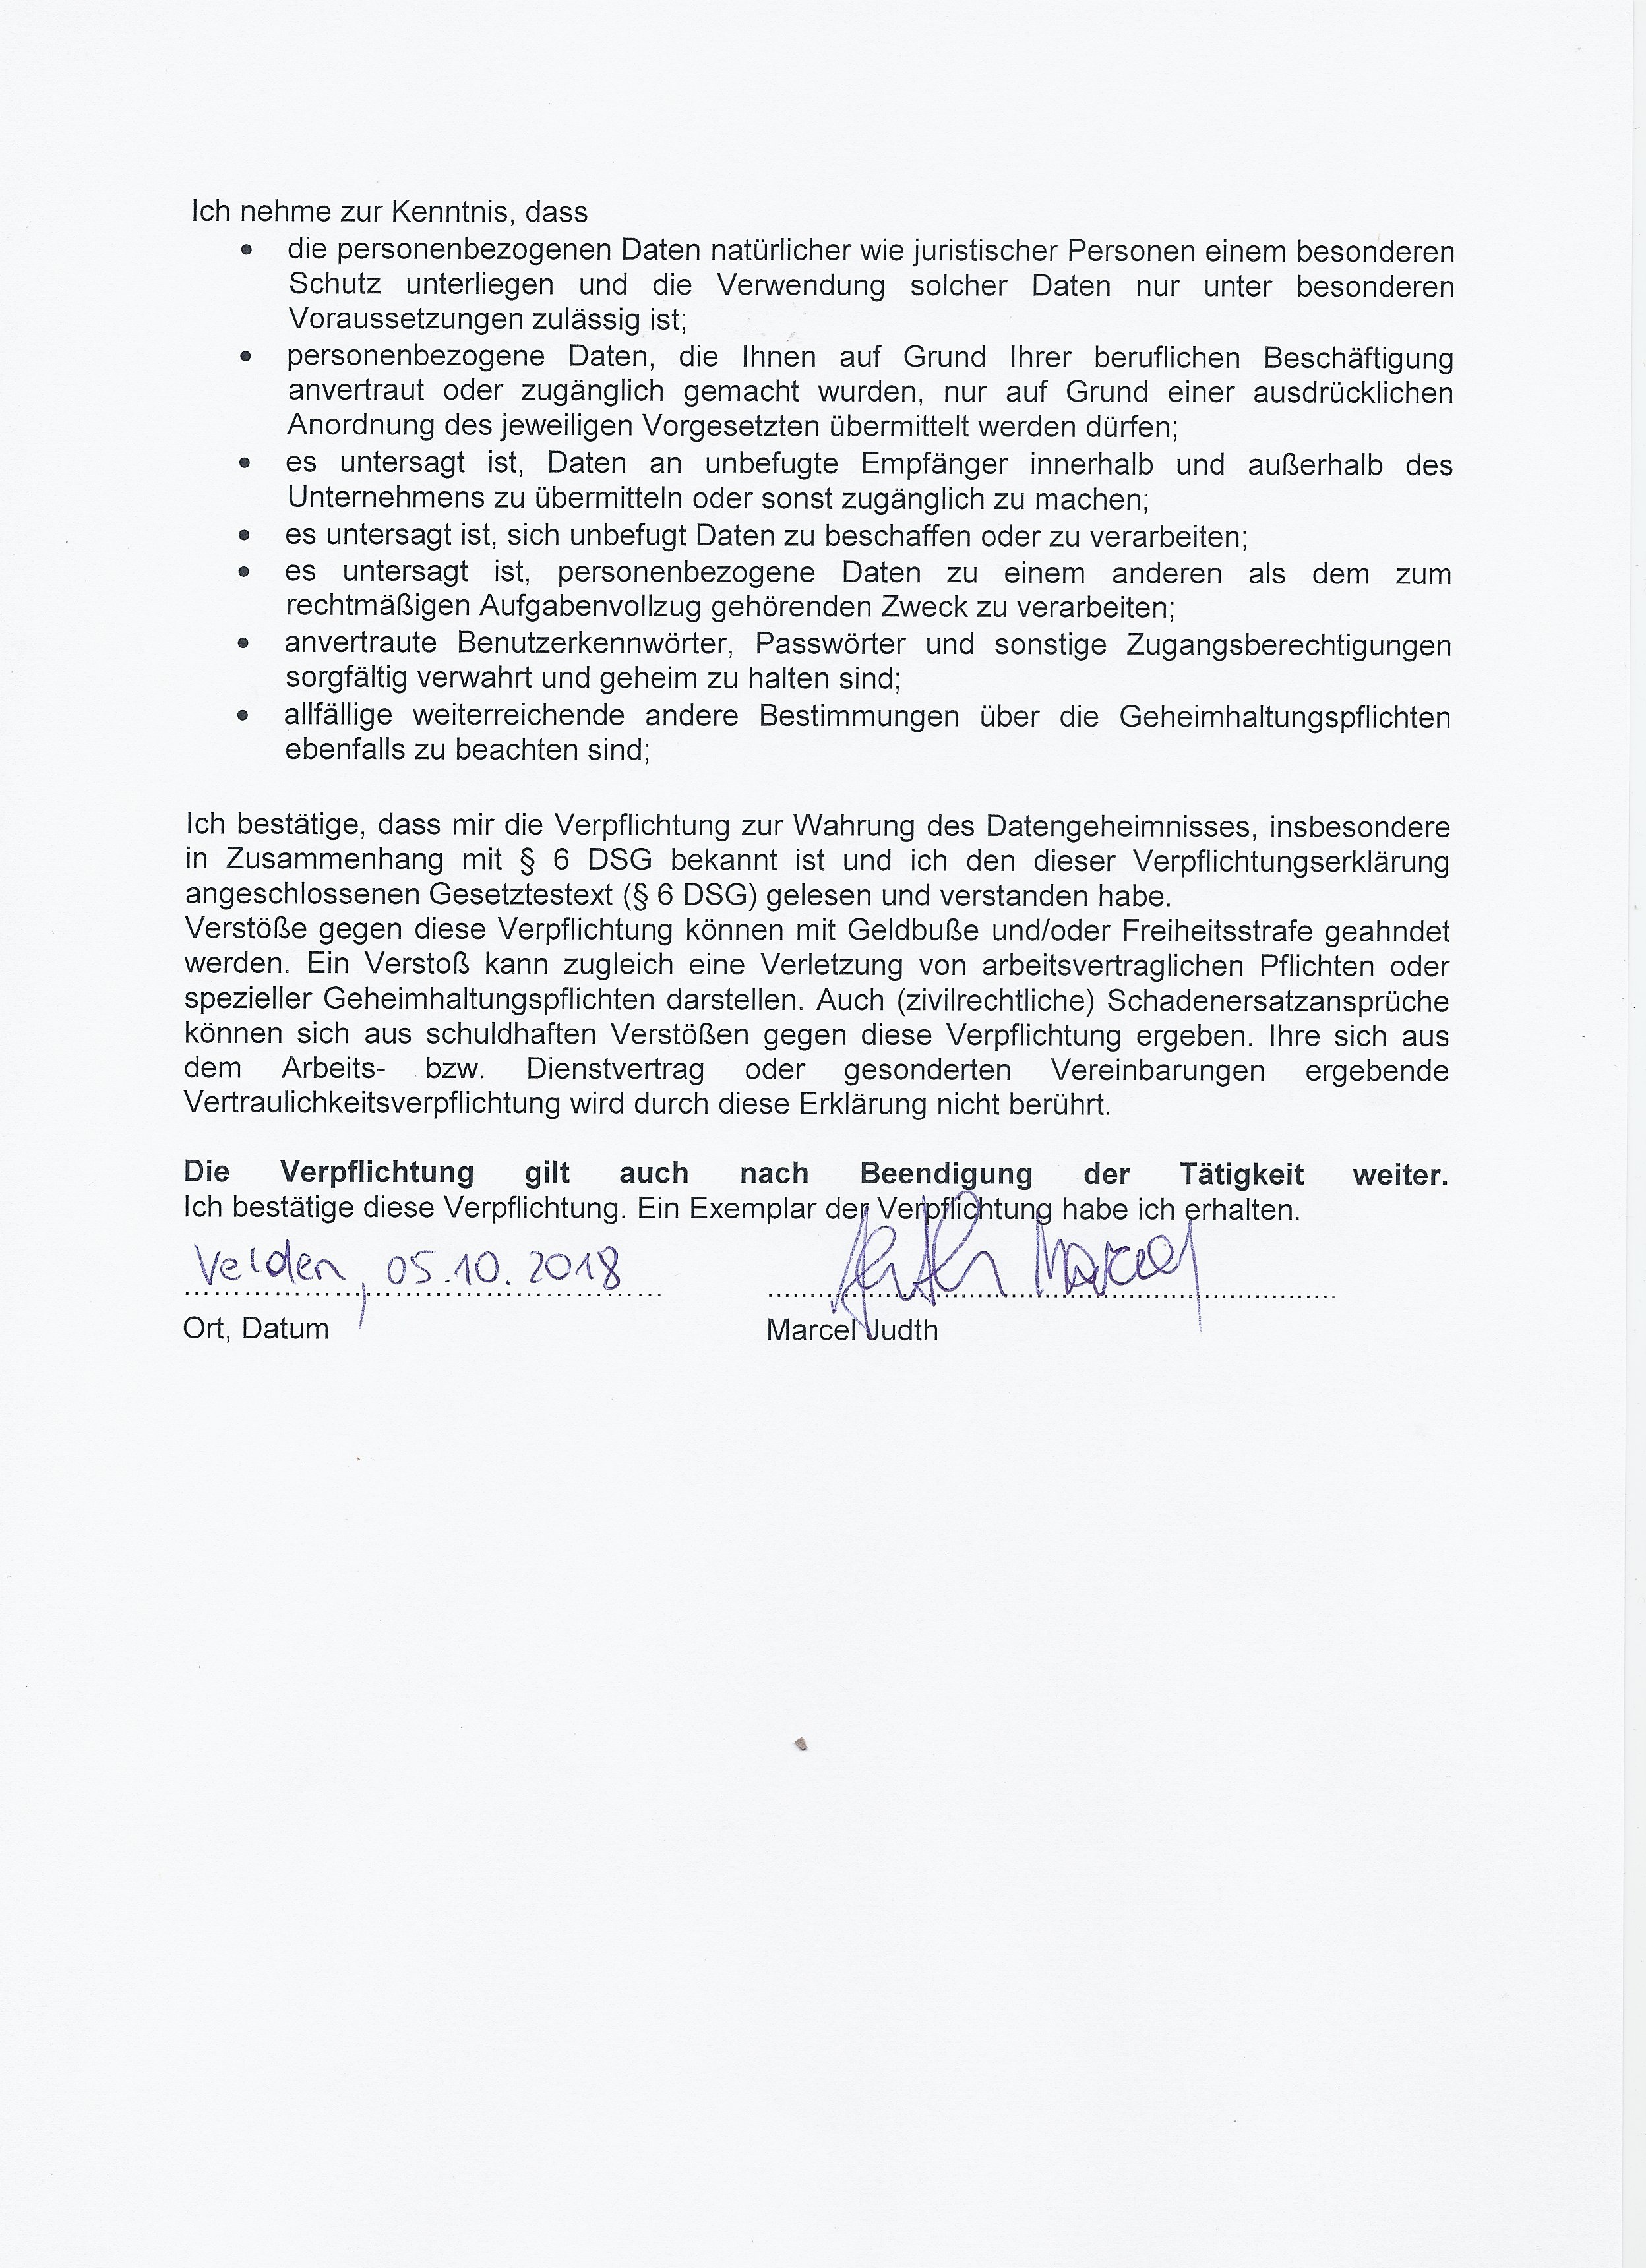 Ich nehme zur Kenntnis, dass
• die personenbezogenen Daten natürlicher wie juristischer Personen einem besonderen
Schutz unterliegen und die Verwendung solcher Daten nur unter besonderen
Voraussetzungen zulässig ist;
• personenbezogene Daten, die Ihnen auf Grund Ihrer beruflichen Beschäftigung
anvertraut oder zugänglich gemacht wurden, nur auf Grund einer ausdrücklichen
Anordnung des jeweiligen Vorgesetzten übermittelt werden dürfen;
• es untersagt ist, Daten an unbefugte Empfänger innerhalb und außerhalb des
Unternehmens zu übermitteln oder sonst zugänglich zu machen;
• es untersagt ist, sich unbefugt Daten zu beschaffen oder zu verarbeiten;
• es untersagt ist, personenbezogene Daten zu einem anderen als dem zum
rechtmäßigen Aufgabenvollzug gehörenden Zweck zu verarbeiten;
• anvertraute Benutzerkennwörter, Passwörter und sonstige Zugangsberechtigungen
sorgfältig verwahrt und geheim zu halten sind;
• allfällige weiterreichende andere Bestimmungen über die Geheimhaltungspflichten
ebenfalls zu beachten sind;
Ich bestätige, dass mir die Verpflichtung zur Wahrung des Datengeheimnisses, insbesondere
in Zusammenhang mit § 6 DSG bekannt ist und ich den dieser Verpflichtungserklärung
angeschlossenen Gesetztestext (§ 6 DSG) gelesen und verstanden habe.
Verstöße gegen diese Verpflichtung können mit Geldbuße und/oder Freiheitsstrafe geahndet
werden. Ein Verstoß kann zugleich eine Verletzung von arbeitsvertraglichen Pflichten oder
spezieller Geheimhaltungspflichten darstellen. Auch (zivilrechtliche) Schadenersatzansprüche
können sich aus schuldhaften Verstößen gegen diese Verpflichtung ergeben. Ihre sich aus
dem Arbeits- bzw. Dienstvertrag oder gesonderten Vereinbarungen ergebende
Vertraulichkeitsverpflichtung wird durch diese Erklärung nicht berührt.
Die Verpflichtung gilt auch nach Beendigung der Tätigkeit weiter.
Ich bestätige diese Verpflichtung. Ein Exemplar der Verpflichtung habe ich erhalten.
Velden, 05.10.2018 Marcel
Ort, Datum Marcel Judth